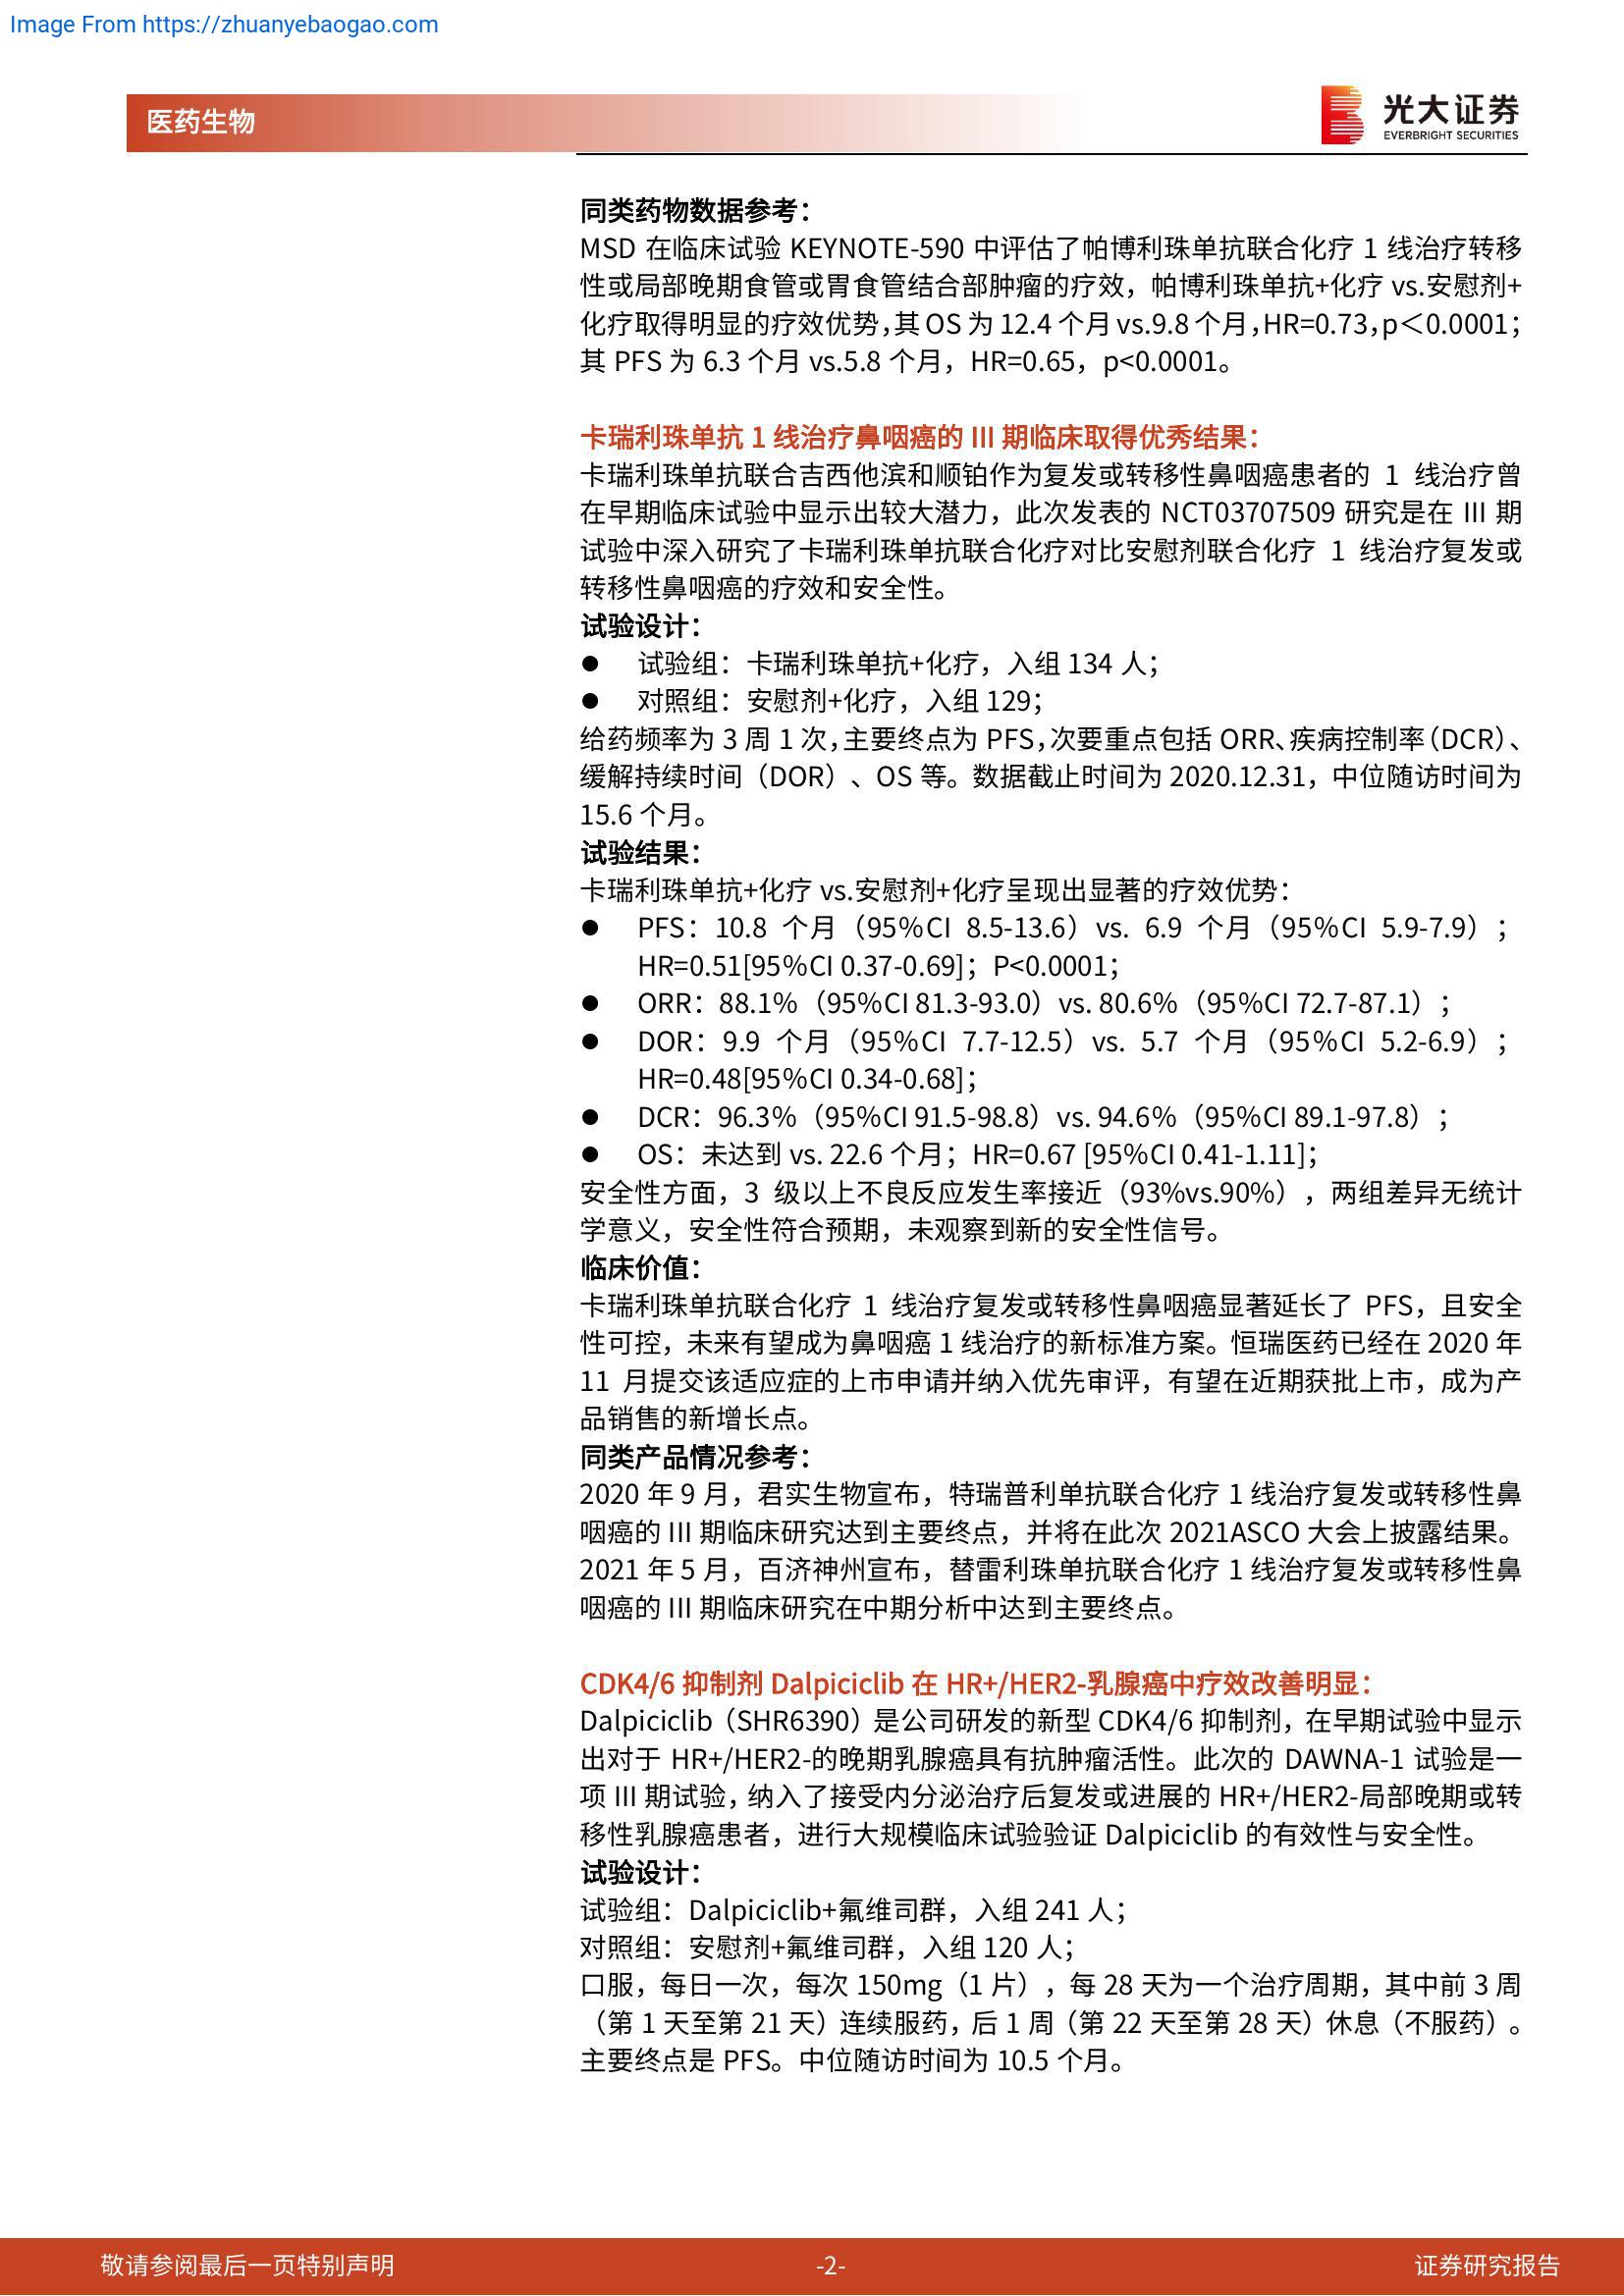 Image From https://zhuanyebaogao.com
医药生物
光大证券
EVERBRIGHT SECURITIES
同类药物数据参考：
MSD 在临床试验 KEYNOTE-590 中评估了帕博利珠单抗联合化疗 1 线治疗转移
性或局部晚期食管或胃食管结合部肿瘤的疗效，帕博利珠单抗+化疗 vs.安慰剂+
化疗取得明显的疗效优势，其 OS 为 12.4 个月 vs.9.8 个月，HR=0.73，p＜0.0001；
其 PFS 为 6.3 个月 vs.5.8 个月，HR=0.65，p<0.0001。
卡瑞利珠单抗 1 线治疗鼻咽癌的 III 期临床取得优秀结果：
卡瑞利珠单抗联合吉西他滨和顺铂作为复发或转移性鼻咽癌患者的 1 线治疗曾
在早期临床试验中显示出较大潜力，此次发表的 NCT03707509 研究是在 III 期
试验中深入研究了卡瑞利珠单抗联合化疗对比安慰剂联合化疗 1 线治疗复发或
转移性鼻咽癌的疗效和安全性。
试验设计：
● 试验组：卡瑞利珠单抗+化疗，入组 134 人；
● 对照组：安慰剂+化疗，入组 129；
给药频率为 3 周 1 次，主要终点为 PFS，次要重点包括 ORR、疾病控制率（DCR）、
缓解持续时间（DOR）、OS 等。数据截止时间为 2020.12.31，中位随访时间为
15.6 个月。
试验结果：
卡瑞利珠单抗+化疗 vs.安慰剂+化疗呈现出显著的疗效优势：
● PFS：10.8 个月（95%CI 8.5-13.6）vs. 6.9 个月（95%CI 5.9-7.9）；
HR=0.51[95%CI 0.37-0.69]；P<0.0001；
● ORR：88.1%（95%CI 81.3-93.0）vs. 80.6%（95%CI 72.7-87.1）；
● DOR：9.9 个月（95%CI 7.7-12.5）vs. 5.7 个月（95%CI 5.2-6.9）；
HR=0.48[95%CI 0.34-0.68]；
● DCR：96.3%（95%CI 91.5-98.8）vs. 94.6%（95%CI 89.1-97.8）；
● OS：未达到 vs. 22.6 个月；HR=0.67 [95%CI 0.41-1.11]；
安全性方面，3 级以上不良反应发生率接近（93%vs.90%），两组差异无统计
学意义，安全性符合预期，未观察到新的安全性信号。
临床价值：
卡瑞利珠单抗联合化疗 1 线治疗复发或转移性鼻咽癌显著延长了 PFS，且安全
性可控，未来有望成为鼻咽癌 1 线治疗的新标准方案。恒瑞医药已经在 2020 年
11 月提交该适应症的上市申请并纳入优先审评，有望在近期获批上市，成为产
品销售的新增长点。
同类产品情况参考：
2020 年 9 月，君实生物宣布，特瑞普利单抗联合化疗 1 线治疗复发或转移性鼻
咽癌的 III 期临床研究达到主要终点，并将在此次 2021ASCO 大会上披露结果。
2021 年 5 月，百济神州宣布，替雷利珠单抗联合化疗 1 线治疗复发或转移性鼻
咽癌的 III 期临床研究在中期分析中达到主要终点。
CDK4/6 抑制剂 Dalpiciclib 在 HR+/HER2-乳腺癌中疗效改善明显：
Dalpiciclib（SHR6390）是公司研发的新型 CDK4/6 抑制剂，在早期试验中显示
出对于 HR+/HER2-的晚期乳腺癌具有抗肿瘤活性。此次的 DAWNA-1 试验是一
项 III 期试验，纳入了接受内分泌治疗后复发或进展的 HR+/HER2-局部晚期或转
移性乳腺癌患者，进行大规模临床试验验证 Dalpiciclib 的有效性与安全性。
试验设计：
试验组：Dalpiciclib+氟维司群，入组 241 人；
对照组：安慰剂+氟维司群，入组 120 人；
口服，每日一次，每次 150mg（1 片），每 28 天为一个治疗周期，其中前 3 周
（第 1 天至第 21 天）连续服药，后 1 周（第 22 天至第 28 天）休息（不服药）。
主要终点是 PFS。中位随访时间为 10.5 个月。
敬请参阅最后一页特别声明
-2-
证券研究报告